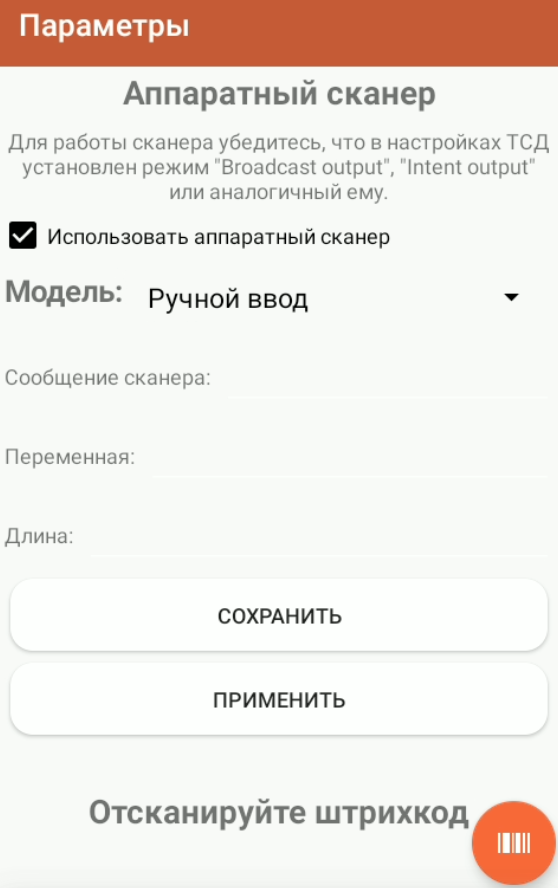 Параметры
Аппаратный сканер
Для работы сканера убедитесь, что в настройках ТСД
установлен режим "Broadcast output", "Intent output"
или аналогичный ему.
Использовать аппаратный сканер
Модель: Ручной ввод
Сообщение сканера:
Переменная:
Длина:
СОХРАНИТЬ
ПРИМЕНИТЬ
Отсканируйте штрихкод